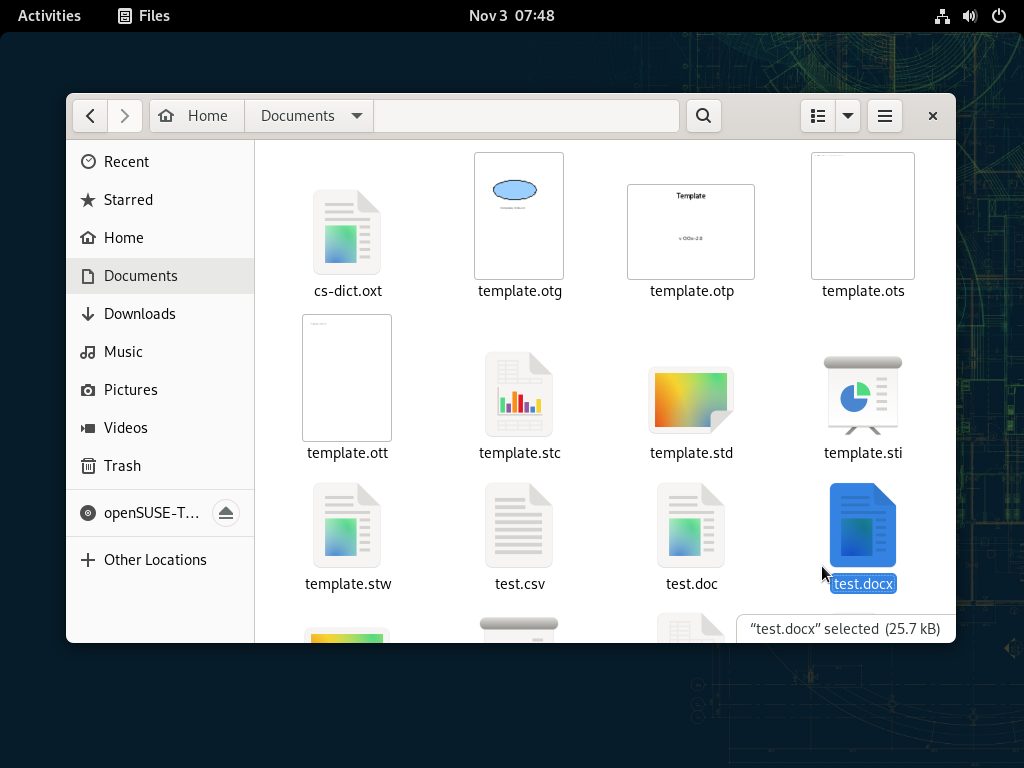 Activities
Files
Nov 3 07:48
Home
Documents
Recent
Starred
Home
Documents
Downloads
Music
Pictures
Videos
Trash
openSUSE-T…
Other Locations
Template
cs-dict.oxt
template.otg
template.otp
template.ots
template.ott
template.stc
template.std
template.sti
template.stw
test.csv
test.doc
test.docx
“test.docx” selected (25.7 kB)